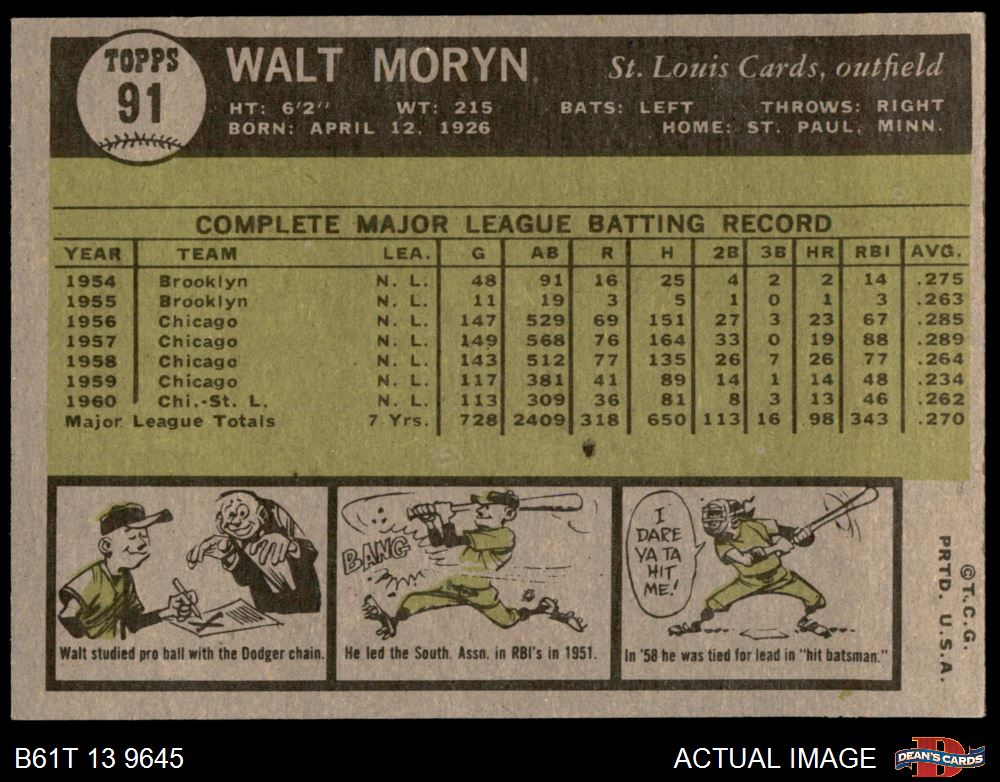 TOPPS
91
WALT MORYN
St. Louis Cards, outfield
HT: 6'2" WT: 215 BATS: LEFT THROWS: RIGHT
BORN: APRIL 12, 1926 HOME: ST. PAUL, MINN.
COMPLETE MAJOR LEAGUE BATTING RECORD
YEAR TEAM LEA. G AB R H 2B 3B HR RBI AVG.
1954 Brooklyn N. L. 48 91 16 25 4 2 2 14 .275
1955 Brooklyn N. L. 11 19 3 5 1 0 1 3 .263
1956 Chicago N. L. 147 529 69 151 27 3 23 67 .285
1957 Chicago N. L. 149 568 76 164 33 0 19 88 .289
1958 Chicago N. L. 143 512 77 135 26 7 26 77 .264
1959 Chicago N. L. 117 381 41 89 14 1 14 48 .234
1960 Chi.-St. L. N. L. 113 309 36 81 8 3 13 46 .262
Major League Totals 7 Yrs. 728 2409 318 650 113 16 98 343 .270
Walt studied pro ball with the Dodger chain.
BANG
He led the South. Assn. in RBI's in 1951.
I
DARE
YA TA
HIT
ME!
In '58 he was tied for lead in "hit batsman."
©T.C.G.
PRTD. U.S.A.
B61T 13 9645
ACTUAL IMAGE
D
DEAN'S CARDS